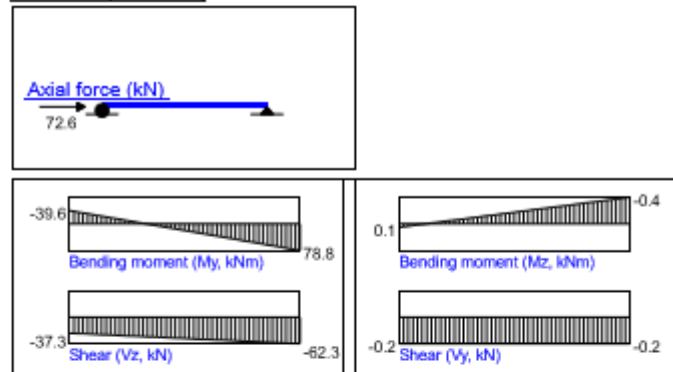 Axial force (kN)
72.6
-39.6
78.8
Bending moment (My, kNm)
-37.3
-62.3
Shear (Vz, kN)
0.1
-0.4
Bending moment (Mz, kNm)
-0.2
-0.2
Shear (Vy, kN)